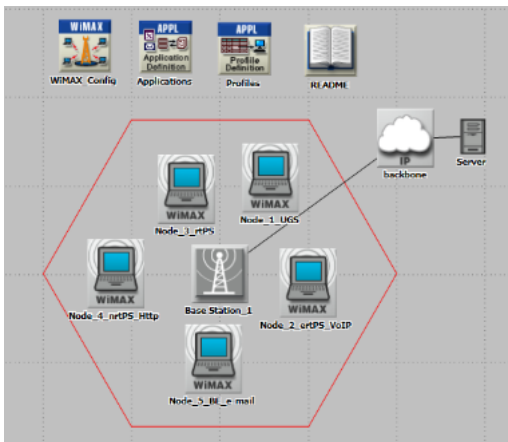 WiMAX
APPL
Application
Definition
APPL
Profile
Definition
WiMAX_Config
Applications
Profiles
README
IP
backbone
Server
WiMAX
Node_3_rtPS
WiMAX
Node_1_UGS
WiMAX
Node_4_nrtPS_Http
Base Station_1
WiMAX
Node_2_ertPS_VoIP
WiMAX
Node_5_BE_e-mail